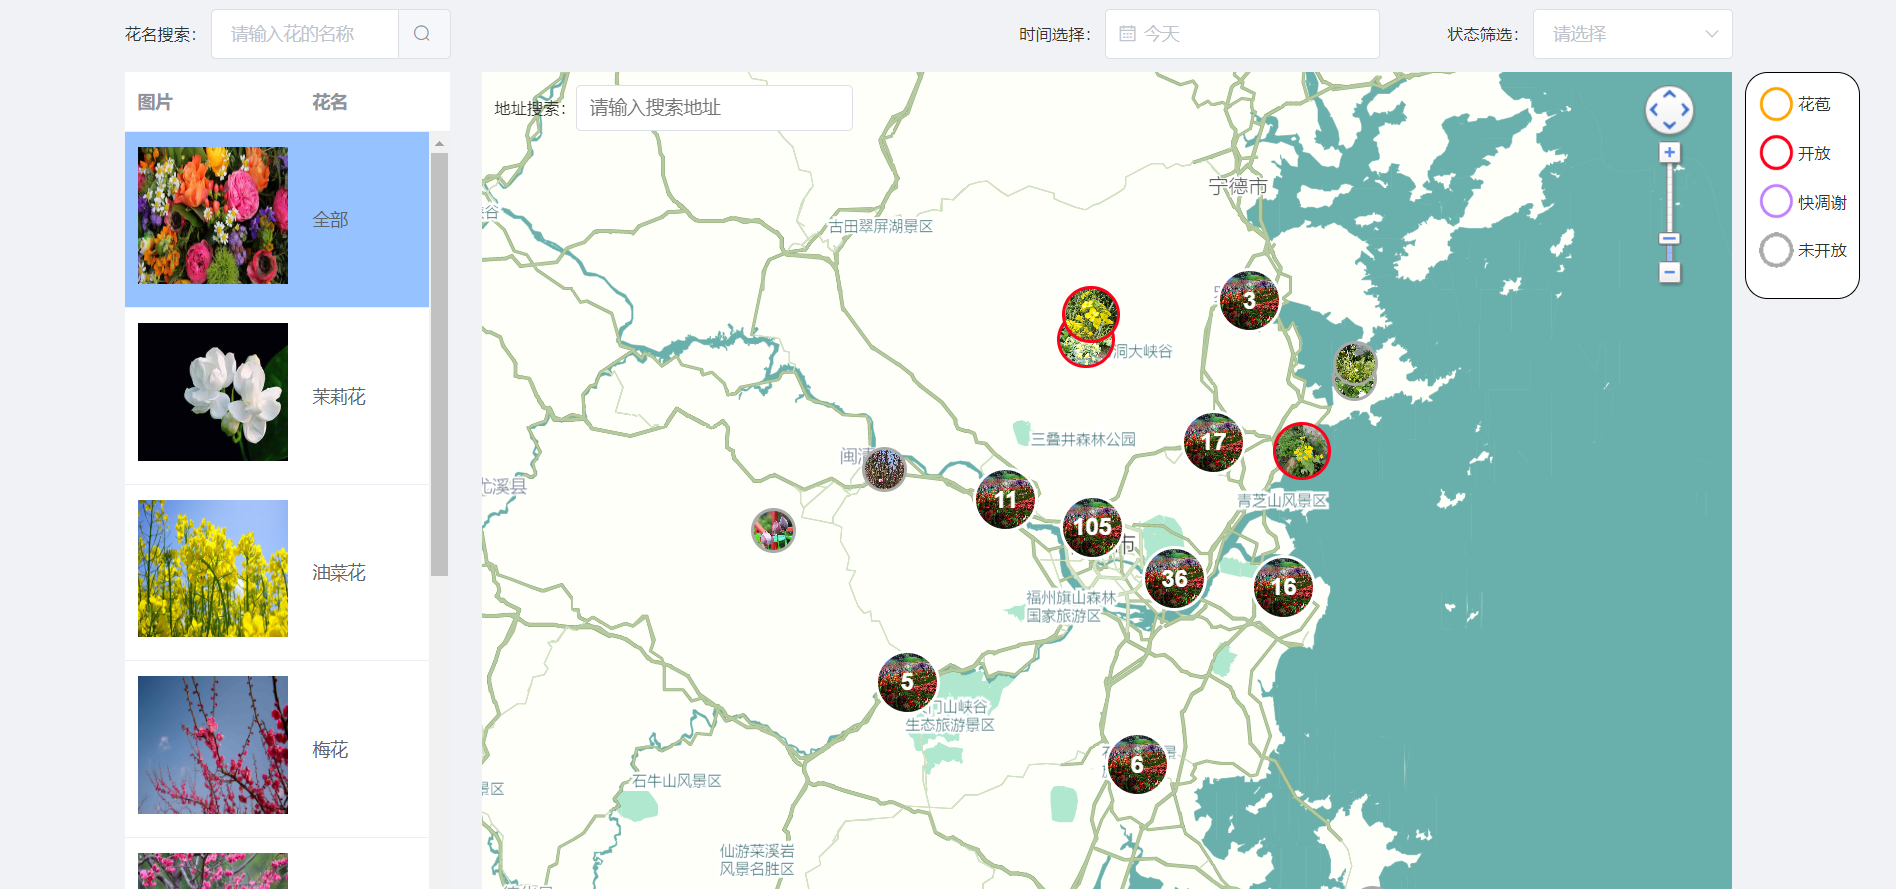 花名搜索：
请输入花的名称
时间选择：
今天
状态筛选：
请选择
图片 花名
全部
茉莉花
油菜花
梅花
地址搜索：
请输入搜索地址
宁德市
古田翠屏湖景区
洞大峡谷
三叠井森林公园
尤溪县
青芝山风景区
市
福州旗山森林
国家旅游区
门山峡谷
生态旅游景区
石牛山风景区
景区
仙游菜溪岩
风景名胜区
3
17
11
105
36
16
5
6
花苞
开放
快凋谢
未开放